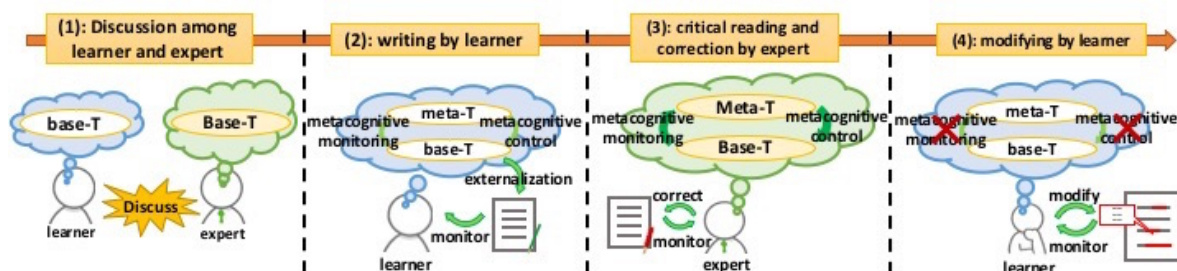 (1): Discussion among
learner and expert
base-T
Base-T
Discuss
learner
expert
(2): writing by learner
meta-T
metacognitive
monitoring
metacognitive
control
base-T
externalization
monitor
learner
(3): critical reading and
correction by expert
Meta-T
metacognitive
monitoring
metacognitive
control
Base-T
correct
monitor
expert
(4): modifying by learner
meta-T
metacognitive
monitoring
metacognitive
control
base-T
modify
monitor
learner